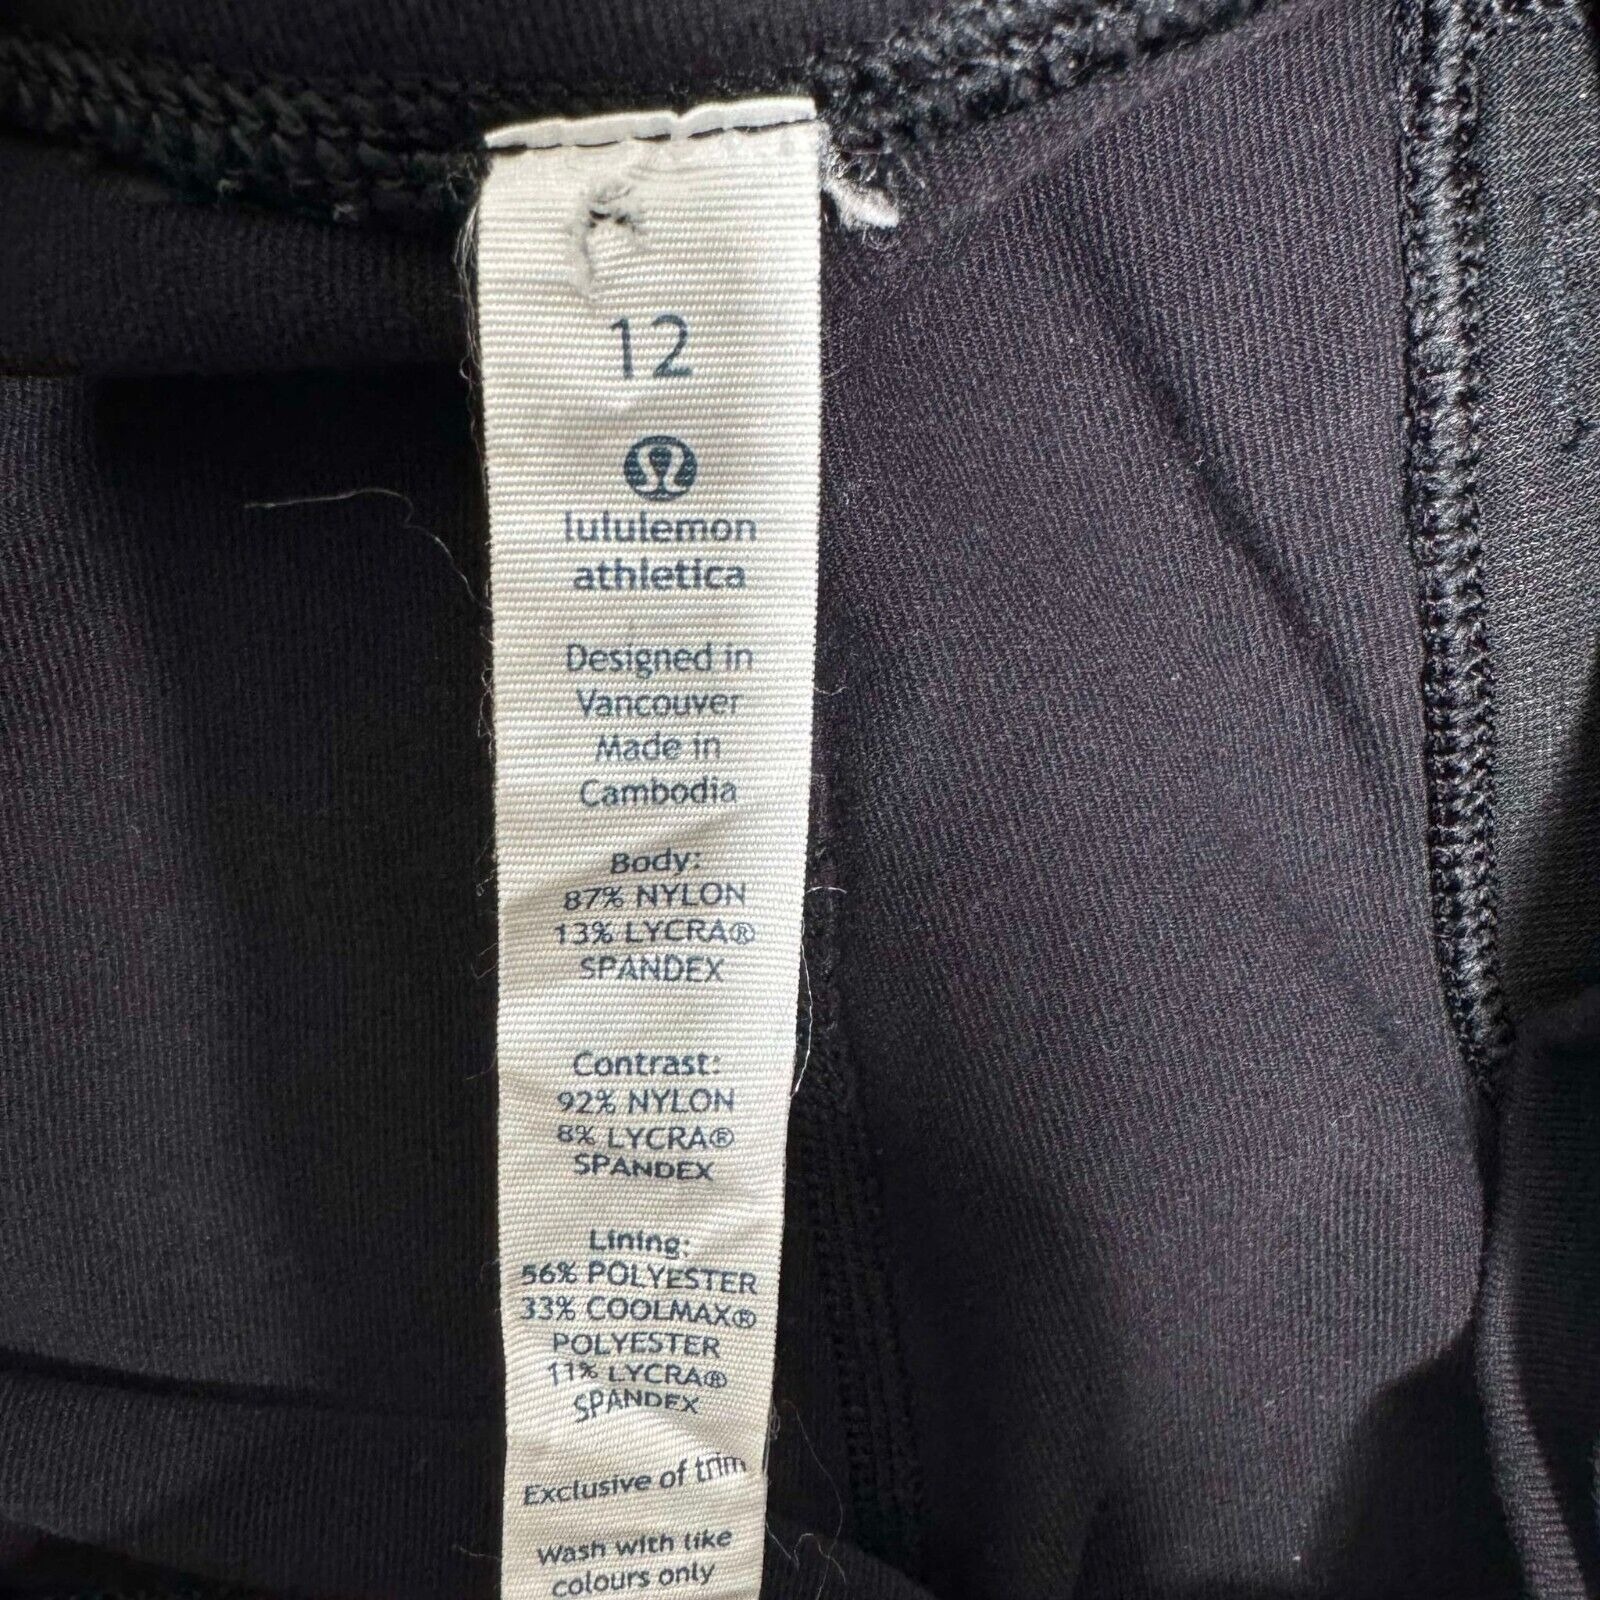 12
lululemon
athletica
Designed in
Vancouver
Made in
Cambodia
Body:
87% NYLON
13% LYCRA®
SPANDEX
Contrast:
92% NYLON
8% LYCRA®
SPANDEX
Lining:
56% POLYESTER
33% COOLMAX®
POLYESTER
11% LYCRA®
SPANDEX
Exclusive of trim
Wash with like
colours only